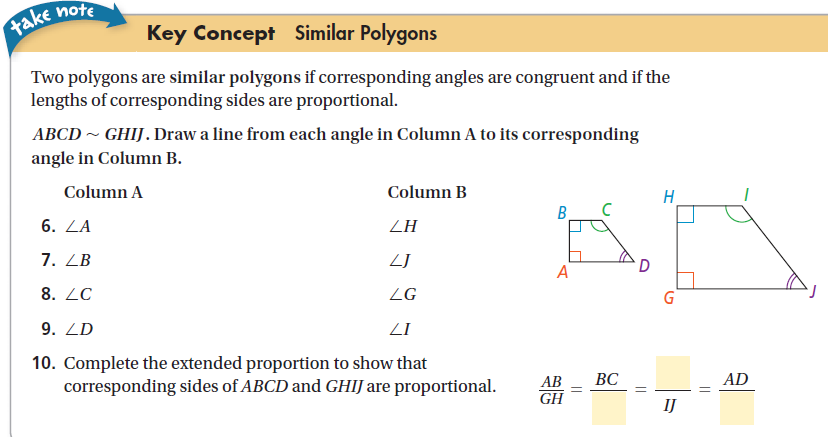 take note
Key Concept Similar Polygons
Two polygons are similar polygons if corresponding angles are congruent and if the
lengths of corresponding sides are proportional.
ABCD ~ GHIJ. Draw a line from each angle in Column A to its corresponding
angle in Column B.
Column A Column B
6. ∠A ∠H
7. ∠B ∠J
8. ∠C ∠G
9. ∠D ∠I
B C
A D
H I
G J
10. Complete the extended proportion to show that
corresponding sides of ABCD and GHIJ are proportional.
AB = BC = = AD
GH IJ